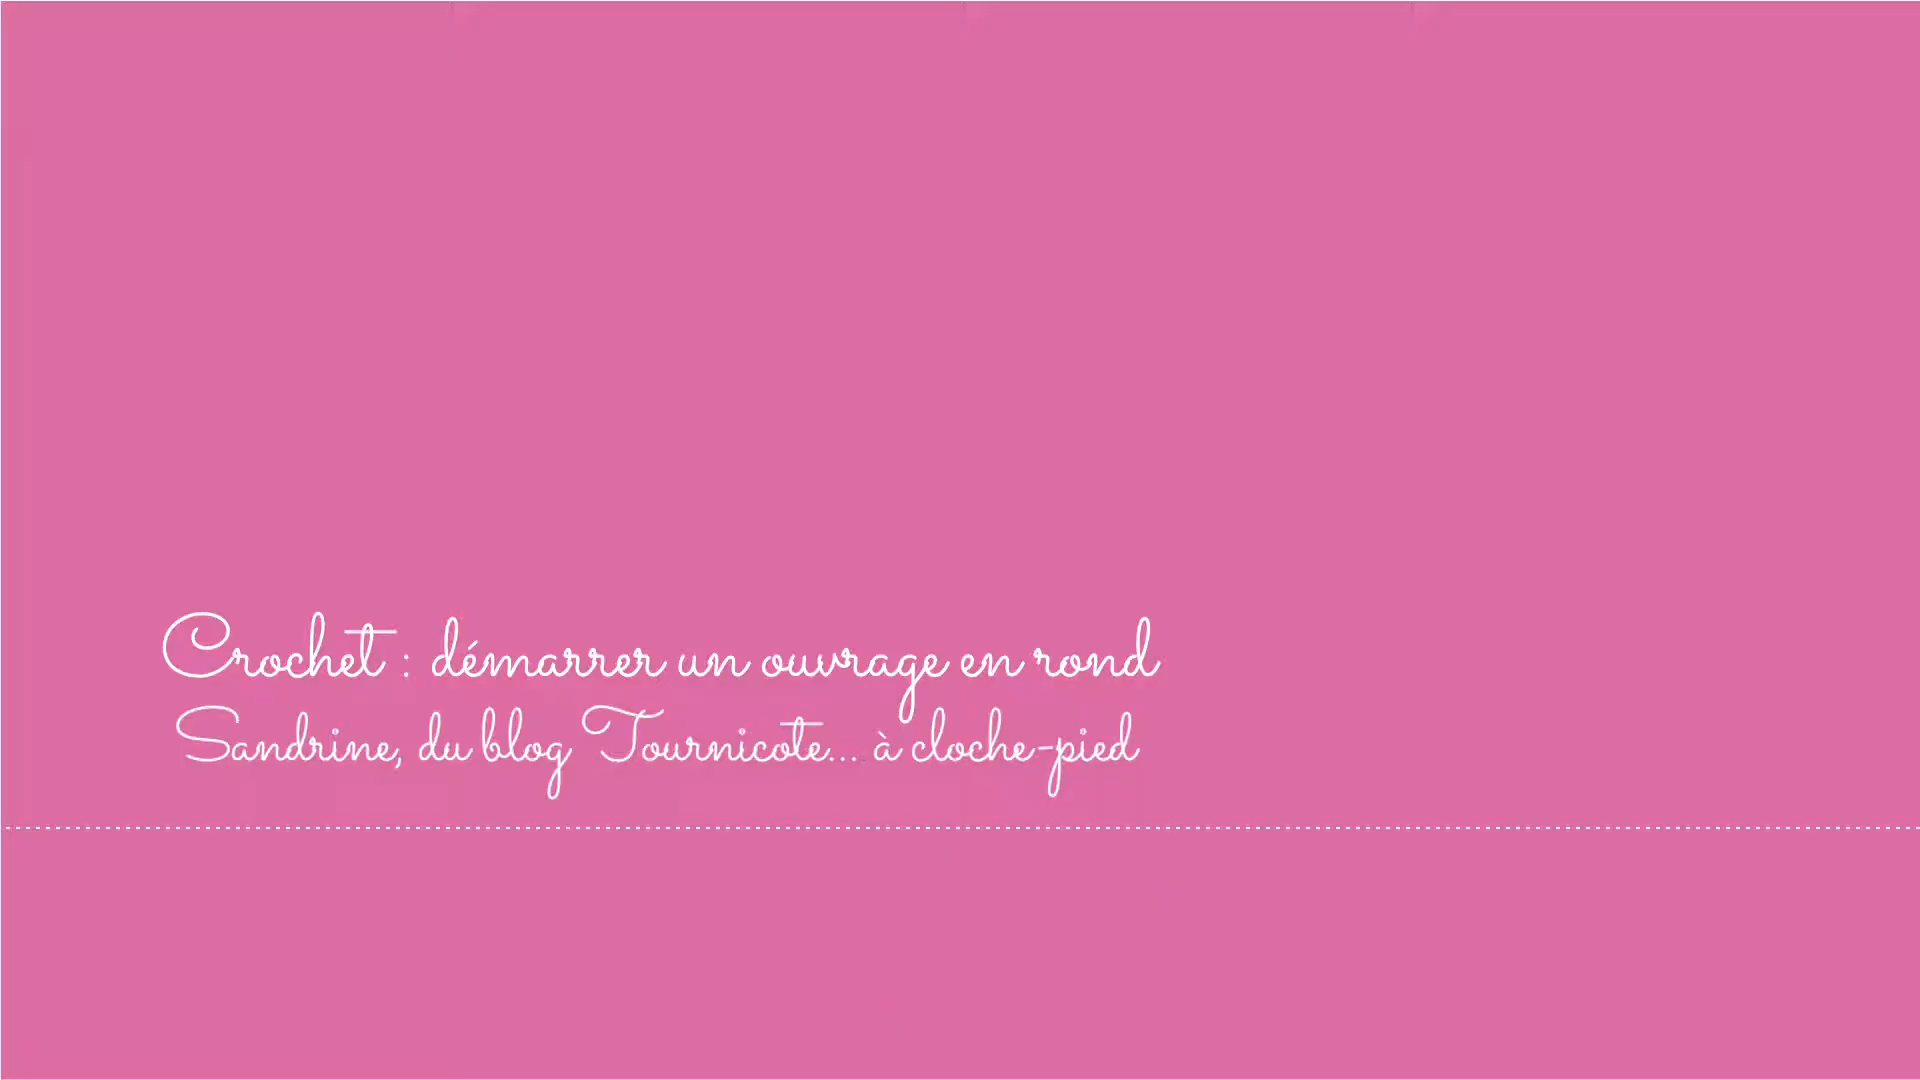 Crochet : démarrer un ouvrage en rond
Sandrine, du blog Tournicote... à cloche-pied